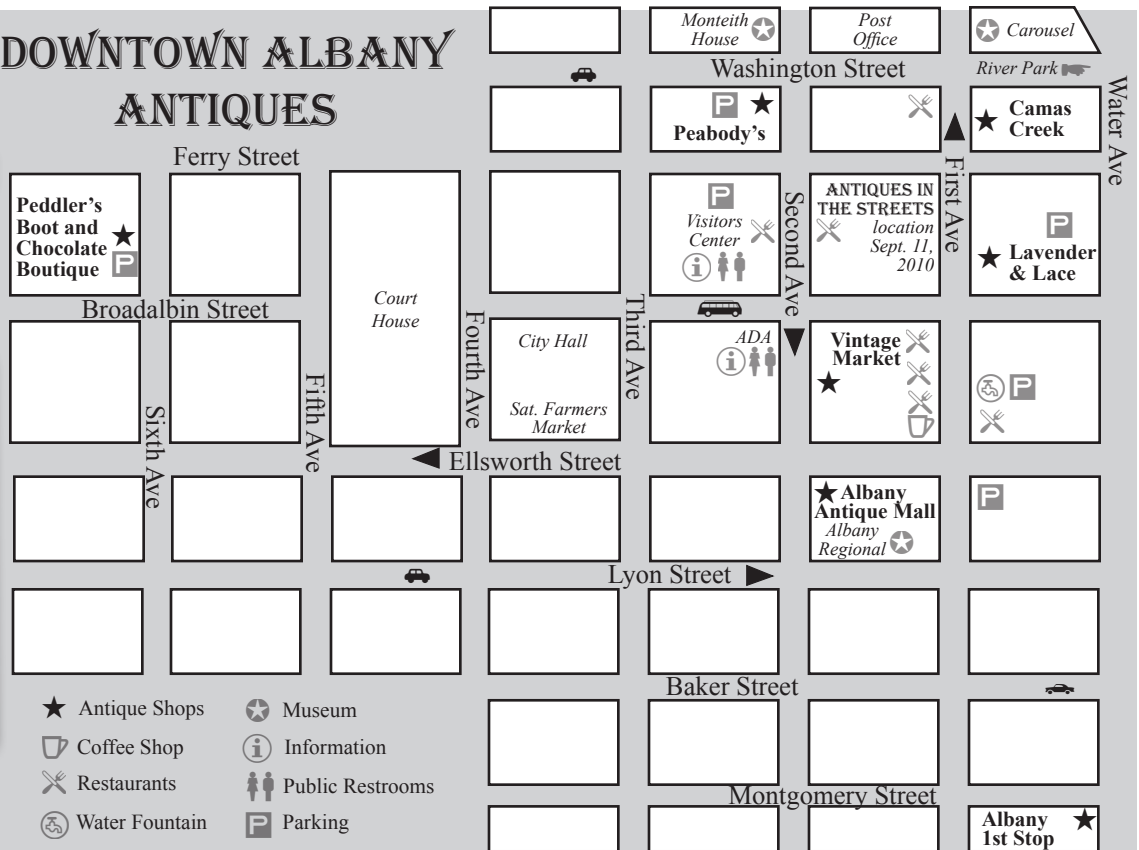 DOWNTOWN ALBANY
ANTIQUES
Monteith
House
Post
Office
Carousel
Washington Street
River Park
P
Peabody's
Camas
Creek
Water Ave
Ferry Street
First Ave
Peddler's
Boot and
Chocolate
Boutique
P
P
Visitors
Center
i
Second Ave
ANTIQUES IN
THE STREETS
location
Sept. 11,
2010
P
Lavender
& Lace
Court
House
Broadalbin Street
Third Ave
Fourth Ave
City Hall
Sat. Farmers
Market
ADA
i
Vintage
Market
P
Fifth Ave
Sixth Ave
Ellsworth Street
Albany
Antique Mall
Albany
Regional
P
Lyon Street
Baker Street
Antique Shops
Museum
Coffee Shop
i Information
Restaurants
Public Restrooms
Water Fountain
P Parking
Montgomery Street
Albany
1st Stop